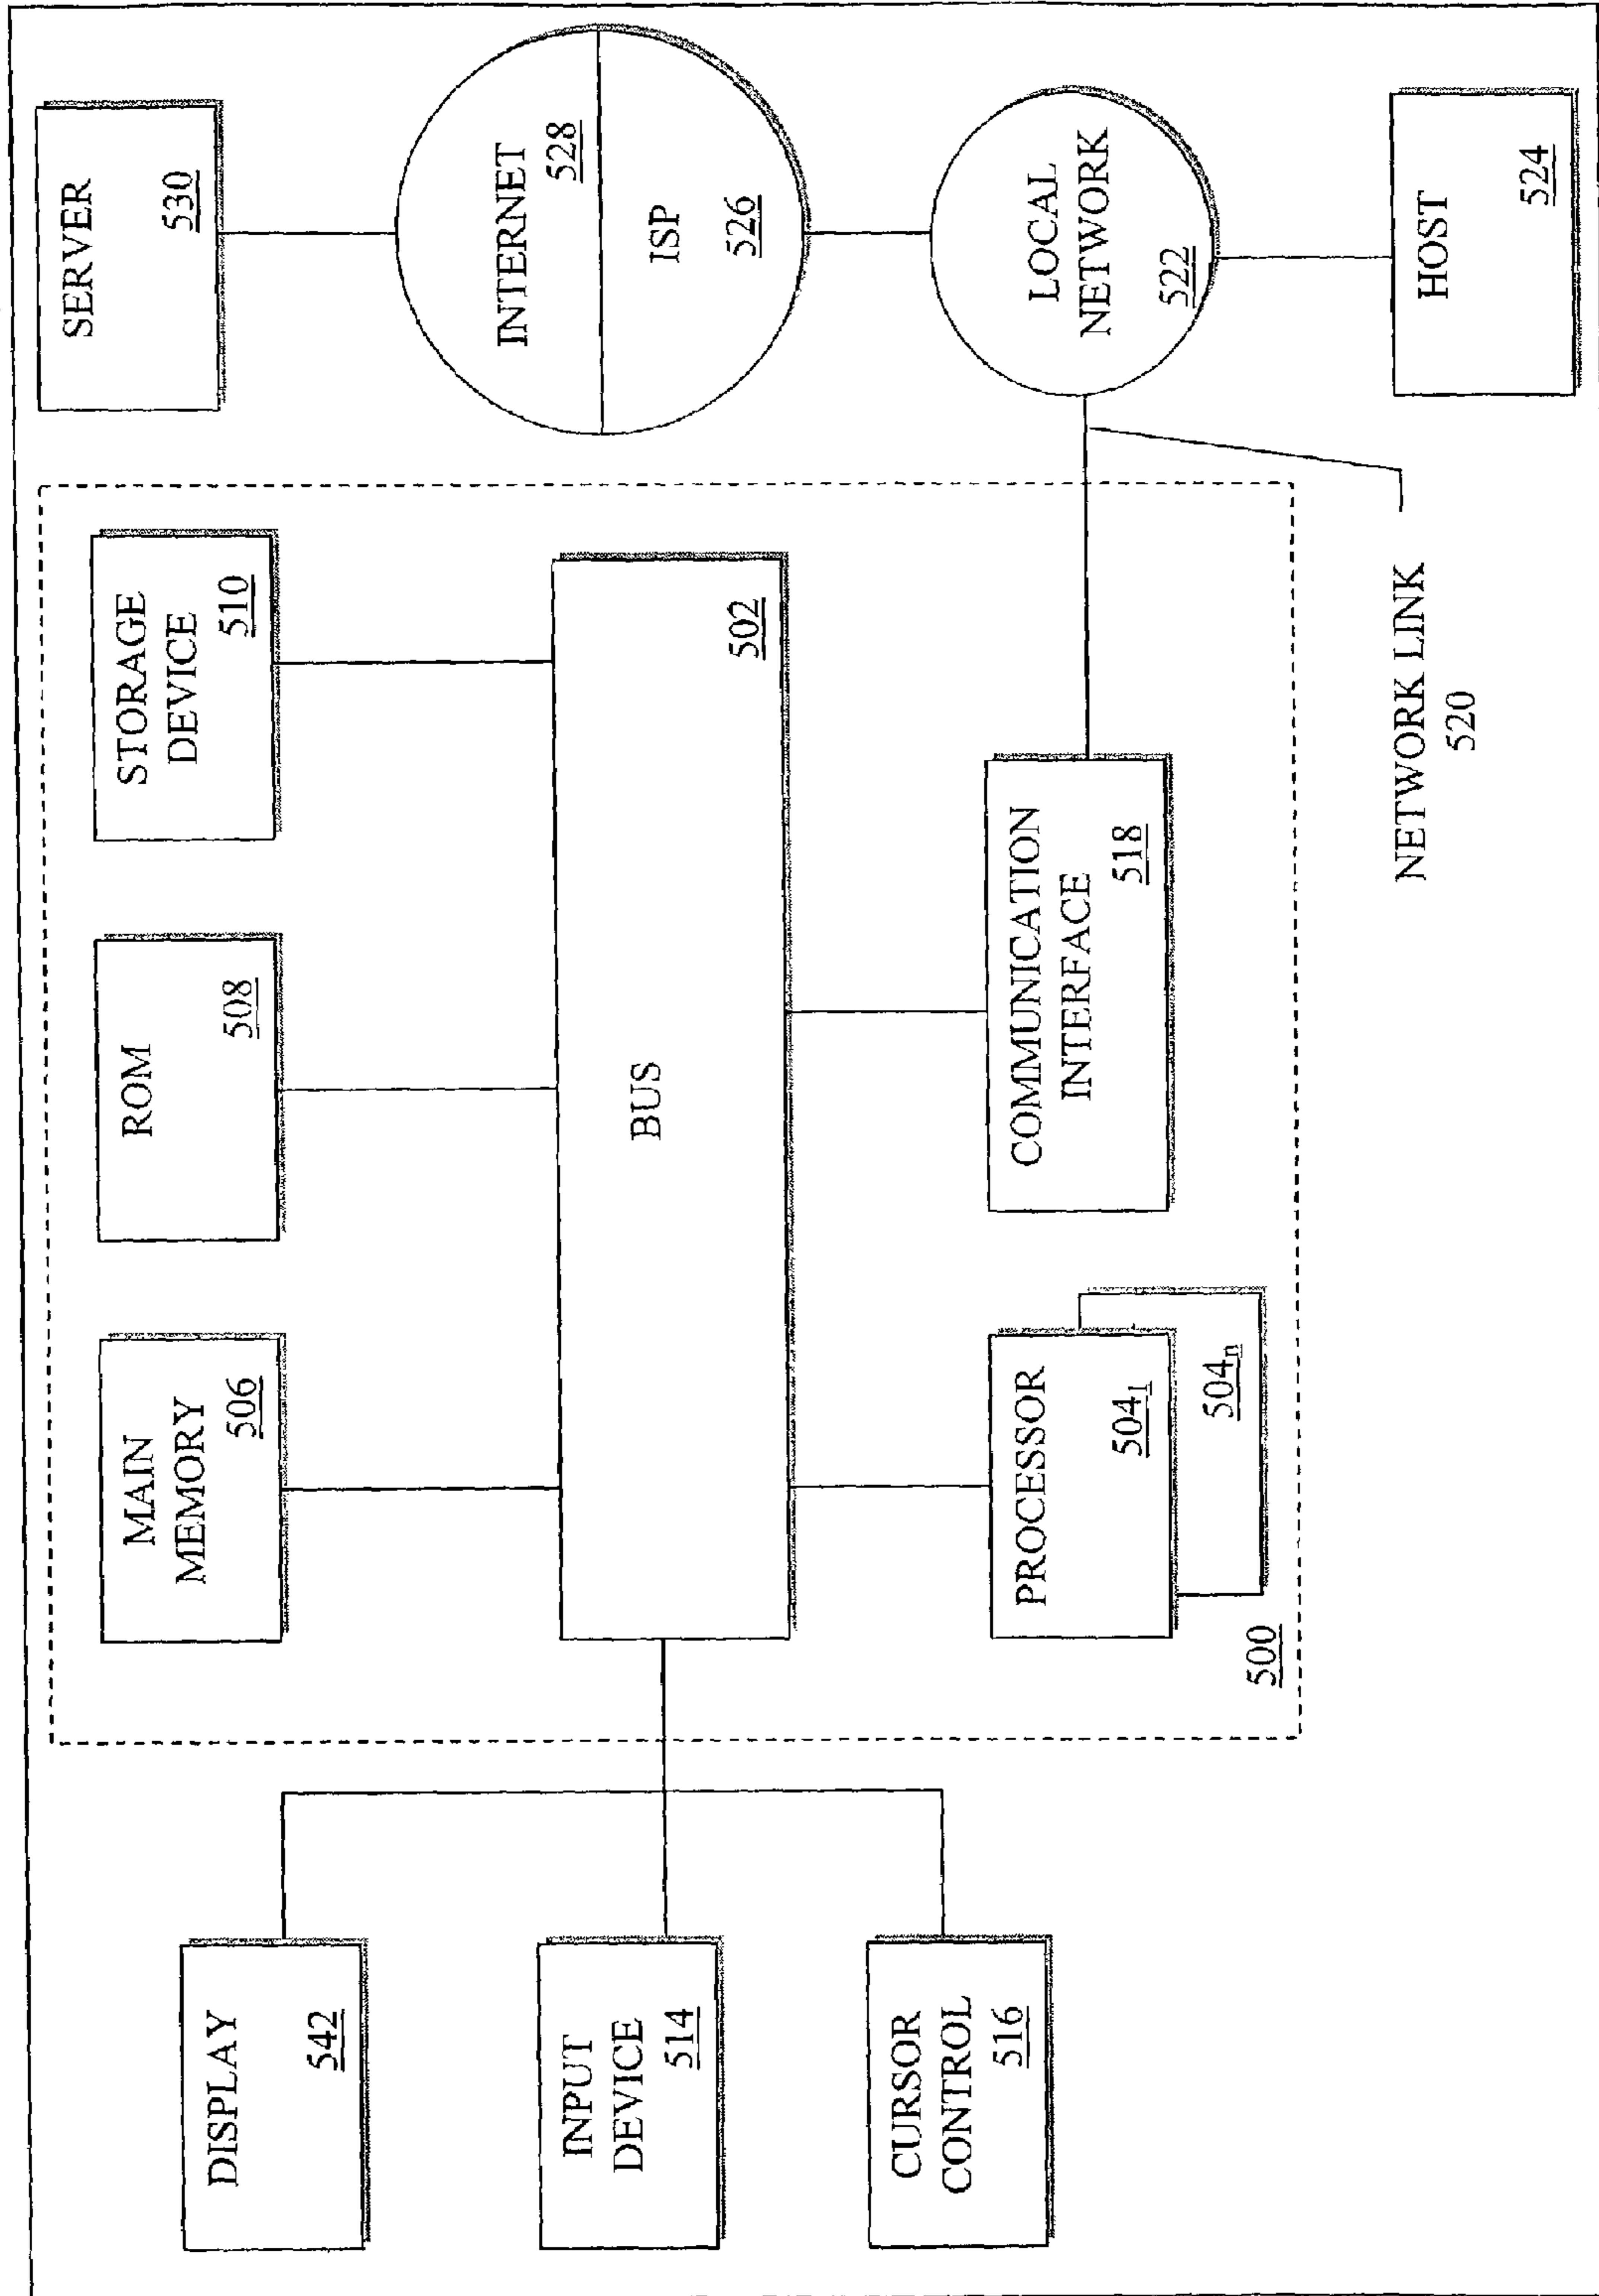 DISPLAY
542
INPUT
DEVICE
514
CURSOR
CONTROL
516
MAIN
MEMORY
506
ROM
508
STORAGE
DEVICE
510
BUS
502
PROCESSOR
504₁
504ₙ
500
COMMUNICATION
INTERFACE
518
NETWORK LINK
520
SERVER
530
INTERNET
528
ISP
526
LOCAL
NETWORK
522
HOST
524